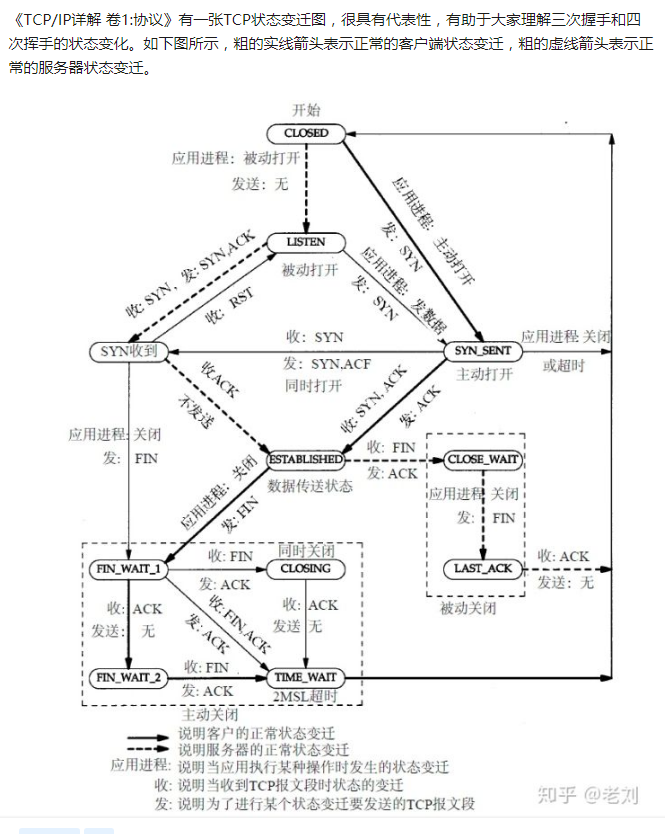 《TCP/IP详解 卷1:协议》有一张TCP状态变迁图，很具有代表性，有助于大家理解三次握手和四
次挥手的状态变化。如下图所示，粗的实线箭头表示正常的客户端状态变迁，粗的虚线箭头表示正
常的服务器状态变迁。
开始
CLOSED
应用进程：被动打开
发送：无
应用进程：主动打开
发：SYN
LISTEN
被动打开
收: SYN，发: SYN,ACK
收：RST
应用进程：发数据
发：SYN
SYN收到
收：SYN
发：SYN,ACF
同时打开
SYN_SENT
主动打开
应用进程 关闭
或超时
收ACK
不发送
收: SYN, ACK
发: ACK
应用进程: 关闭
发: FIN
ESTABLISHED
数据传送状态
收: FIN
发: ACK
CLOSE_WAIT
应用进程 关闭
发: FIN
LAST_ACK
被动关闭
收: ACK
发送: 无
应用进程: 关闭
发: FIN
FIN_WAIT_1
收: FIN
发: ACK
同时关闭
CLOSING
收: ACK
发送: 无
收: FIN,ACK
发: ACK
收: ACK
发送 无
FIN_WAIT_2
收: FIN
发: ACK
TIME_WAIT
2MSL超时
主动关闭
说明客户的正常状态变迁
说明服务器的正常状态变迁
应用进程: 说明当应用执行某种操作时发生的状态变迁
收: 说明当收到TCP报文段时状态的变迁
发: 说明为了进行某个状态变迁要发送的TCP报文段
知乎 @老刘